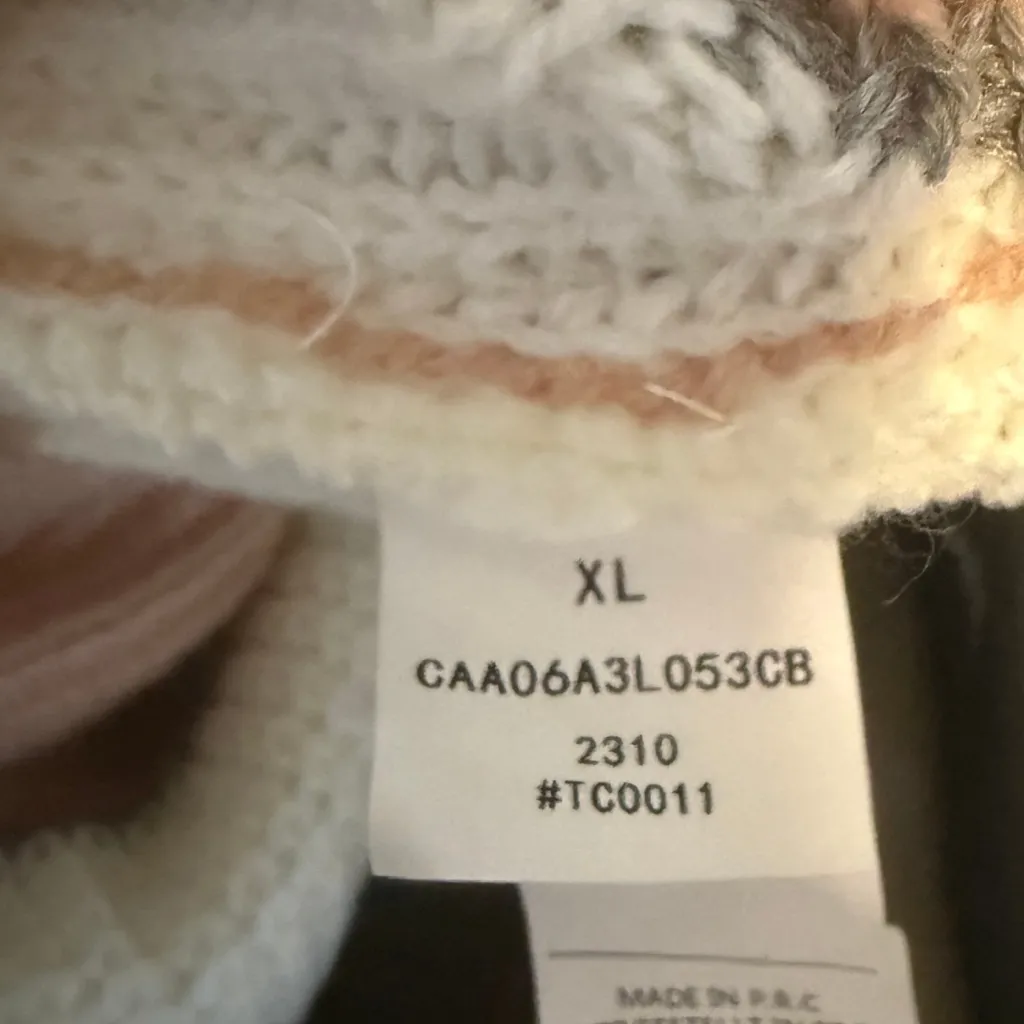 XL
CAA06A3L053CB
2310
#TC0011
MADE IN P.R.C